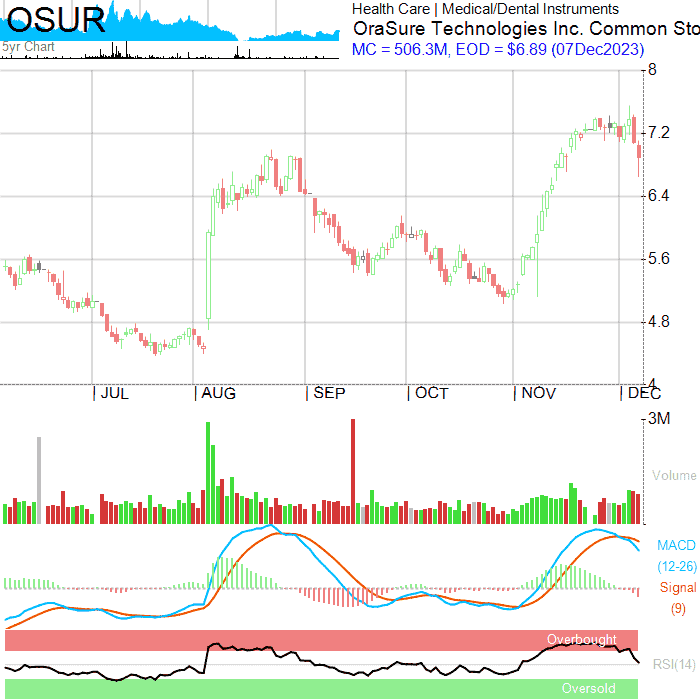 OSUR
5yr Chart
Health Care | Medical/Dental Instruments
OraSure Technologies Inc. Common Sto
MC = 506.3M, EOD = $6.89 (07Dec2023)
8
7.2
6.4
5.6
4.8
4
JUL AUG SEP OCT NOV DEC
3M
Volume
MACD
(12-26)
Signal
(9)
Overbought
RSI(14)
Oversold